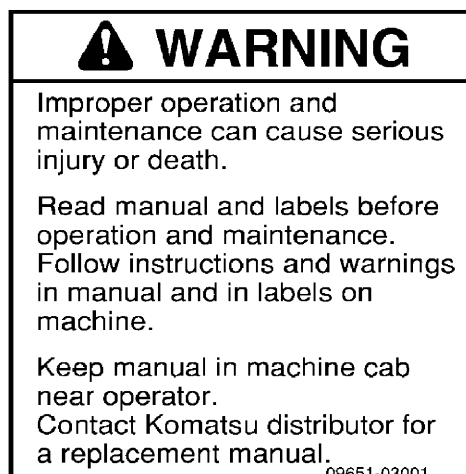 WARNING
Improper operation and
maintenance can cause serious
injury or death.
Read manual and labels before
operation and maintenance.
Follow instructions and warnings
in manual and in labels on
machine.
Keep manual in machine cab
near operator.
Contact Komatsu distributor for
a replacement manual.
09651-03001